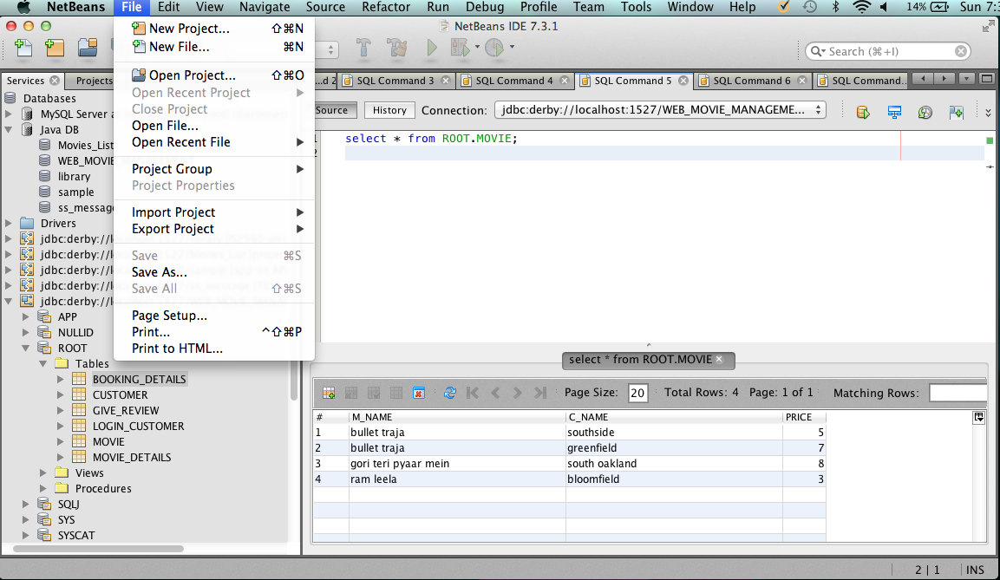 NetBeans File Edit View Navigate Source Refactor Run Debug Profile Team Tools Window Help 14% Sun 7:3
NetBeans IDE 7.3.1
Search (⌘+I)
New Project... ⇧⌘N
New File... ⌘N
Open Project... ⇧⌘O
Open Recent Project
Close Project
Open File...
Open Recent File
Project Group
Project Properties
Import Project
Export Project
Save ⌘S
Save As...
Save All ⇧⌘S
Page Setup...
Print... ^⇧⌘P
Print to HTML...
Services Projects
Databases
MySQL Server a
Java DB
Movies_List
WEB_MOVIE
library
sample
ss_message
Drivers
jdbc:derby://lo
jdbc:derby://lo
jdbc:derby://lo
jdbc:derby://lo
jdbc:derby://lo
APP
NULLID
ROOT
Tables
BOOKING_DETAILS
CUSTOMER
GIVE_REVIEW
LOGIN_CUSTOMER
MOVIE
MOVIE_DETAILS
Views
Procedures
SQLJ
SYS
SYSCAT
...d 2 SQL Command 3 SQL Command 4 SQL Command 5 SQL Command 6 SQL Command...
Source History Connection: jdbc:derby://localhost:1527/WEB_MOVIE_MANAGEME...
1 select * from ROOT.MOVIE;
2
select * from ROOT.MOVIE
Page Size: 20 Total Rows: 4 Page: 1 of 1 Matching Rows:
# M_NAME C_NAME PRICE
1 bullet traja southside 5
2 bullet traja greenfield 7
3 gori teri pyaar mein south oakland 8
4 ram leela bloomfield 3
2 | 1 INS